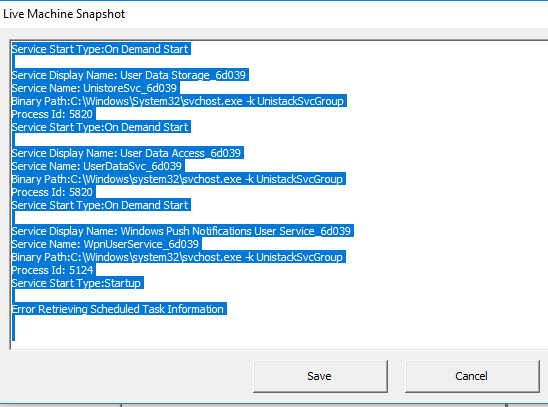 Live Machine Snapshot
Service Start Type:On Demand Start
Service Display Name: User Data Storage_6d039
Service Name: UnistoreSvc_6d039
Binary Path:C:\Windows\System32\svchost.exe -k UnistackSvcGroup
Process Id: 5820
Service Start Type:On Demand Start
Service Display Name: User Data Access_6d039
Service Name: UserDataSvc_6d039
Binary Path:C:\Windows\system32\svchost.exe -k UnistackSvcGroup
Process Id: 5820
Service Start Type:On Demand Start
Service Display Name: Windows Push Notifications User Service_6d039
Service Name: WpnUserService_6d039
Binary Path:C:\Windows\system32\svchost.exe -k UnistackSvcGroup
Process Id: 5124
Service Start Type:Startup
Error Retrieving Scheduled Task Information
Save
Cancel